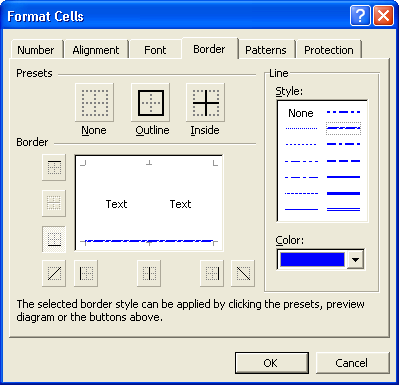 Format Cells
Number Alignment Font Border Patterns Protection
Presets
None Outline Inside
Border
Text Text
Line
Style:
None
Color:
The selected border style can be applied by clicking the presets, preview
diagram or the buttons above.
OK Cancel